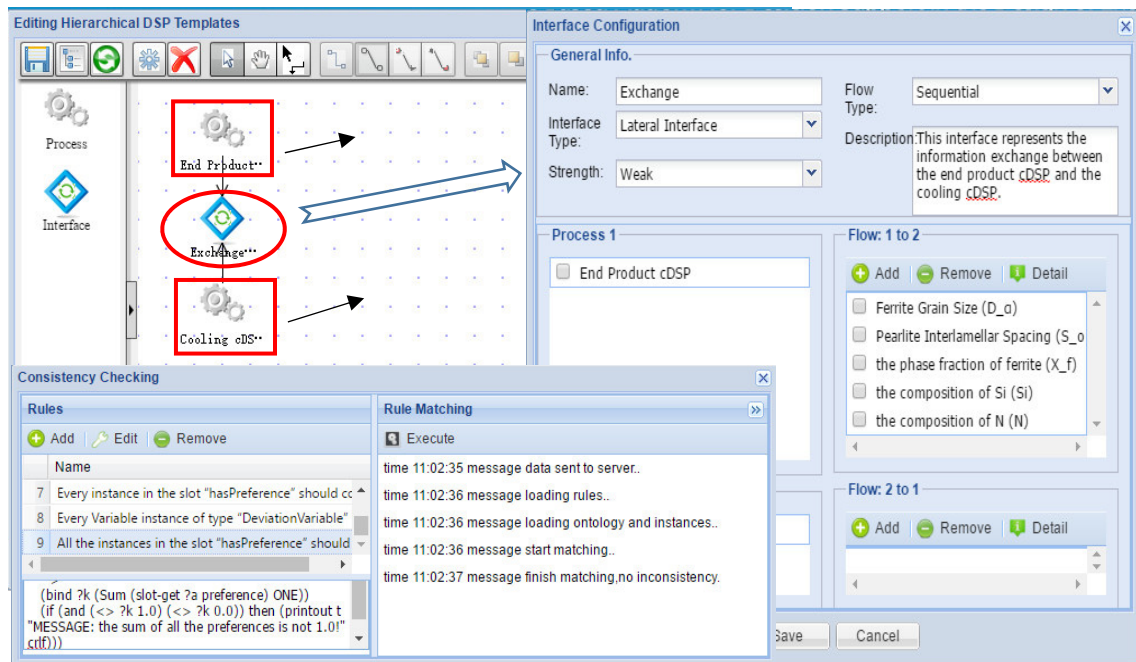 Editing Hierarchical DSP Templates
Process
Interface
End Product··
Exchange···
Cooling cDS··
Interface Configuration
General Info.
Name:
Exchange
Interface
Type:
Lateral Interface
Strength:
Weak
Flow
Type:
Sequential
Description:
This interface represents the
information exchange between
the end product cDSP and the
cooling cDSP.
Process 1
End Product cDSP
Flow: 1 to 2
Add
Remove
Detail
Ferrite Grain Size (D_α)
Pearlite Interlamellar Spacing (S_o
the phase fraction of ferrite (X_f)
the composition of Si (Si)
the composition of N (N)
Flow: 2 to 1
Add
Remove
Detail
Save
Cancel
Consistency Checking
Rules
Add
Edit
Remove
Name
7 Every instance in the slot "hasPreference" should cc
8 Every Variable instance of type "DeviationVariable"
9 All the instances in the slot "hasPreference" should
(bind ?k (Sum (slot-get ?a preference) ONE))
(if (and (<> ?k 1.0) (<> ?k 0.0)) then (printout t
"MESSAGE: the sum of all the preferences is not 1.0!"
crlf)))
Rule Matching
Execute
time 11:02:35 message data sent to server..
time 11:02:36 message loading rules..
time 11:02:36 message loading ontology and instances..
time 11:02:36 message start matching..
time 11:02:37 message finish matching,no inconsistency.